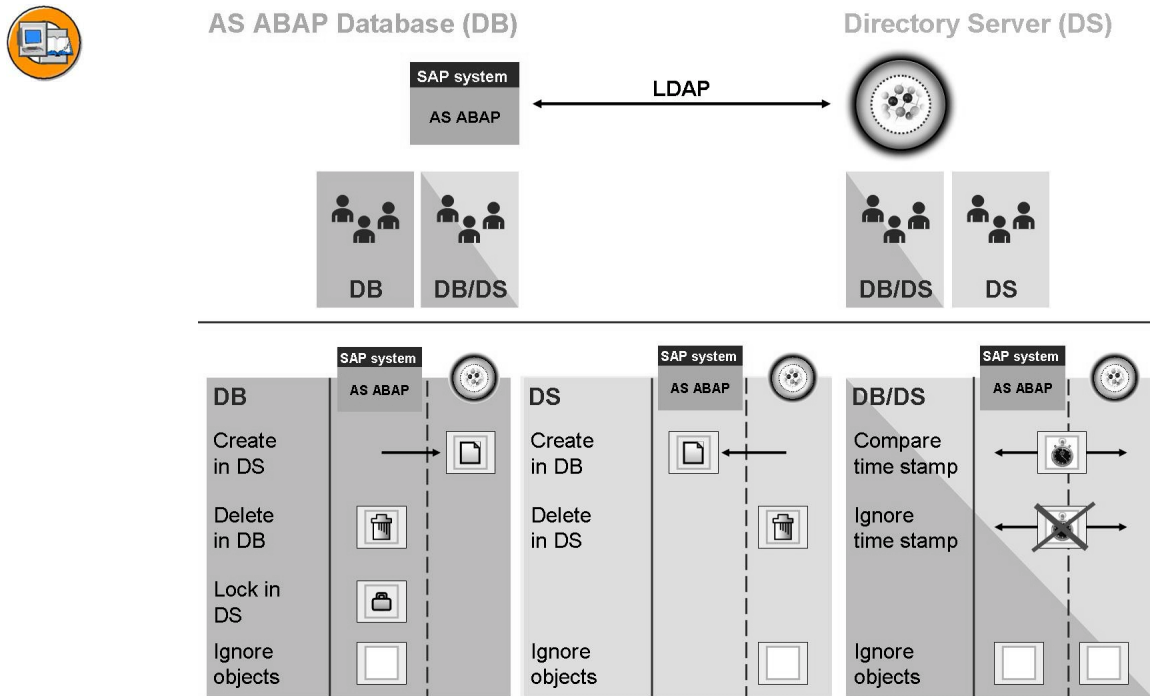 AS ABAP Database (DB)
Directory Server (DS)
SAP system
AS ABAP
LDAP
DB
DB/DS
DB/DS
DS
DB
SAP system
AS ABAP
Create
in DS
Delete
in DB
Lock in
DS
Ignore
objects
DS
SAP system
AS ABAP
Create
in DB
Delete
in DS
Ignore
objects
DB/DS
SAP system
AS ABAP
Compare
time stamp
Ignore
time stamp
Ignore
objects